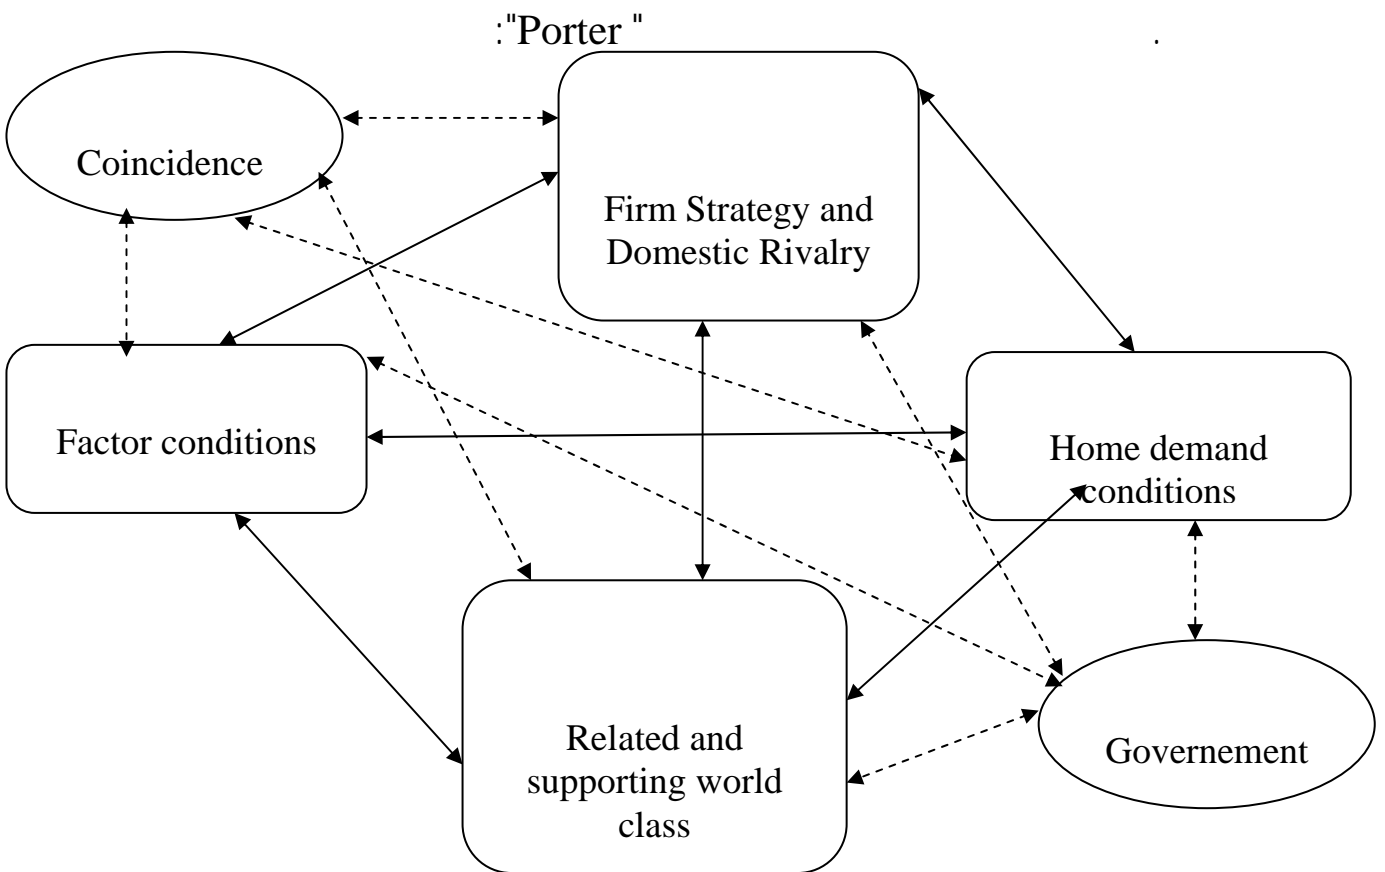 :"Porter " .
Coincidence
Firm Strategy and
Domestic Rivalry
Factor conditions
Home demand
conditions
Related and
supporting world
class
Governement